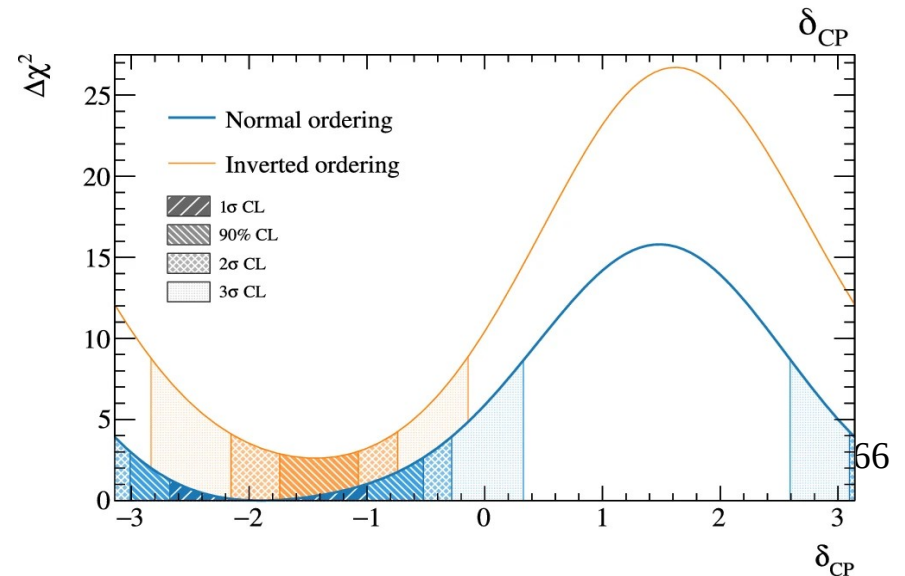 δCP
Δχ²
25
20
15
10
5
0
Normal ordering
Inverted ordering
1σ CL
90% CL
2σ CL
3σ CL
66
−3 −2 −1 0 1 2 3
δCP